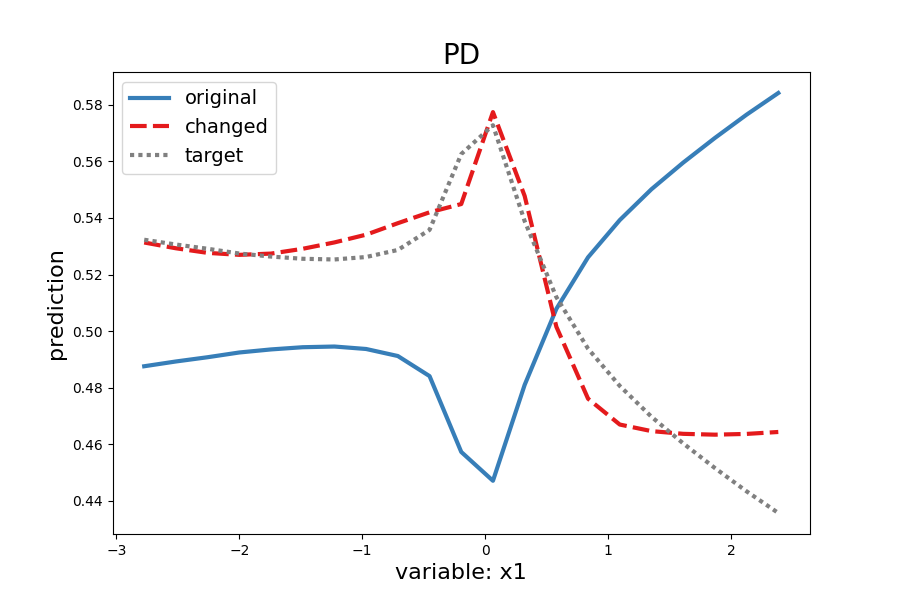 PD
original
changed
target
prediction
0.58
0.56
0.54
0.52
0.50
0.48
0.46
0.44
−3
−2
−1
0
1
2
variable: x1